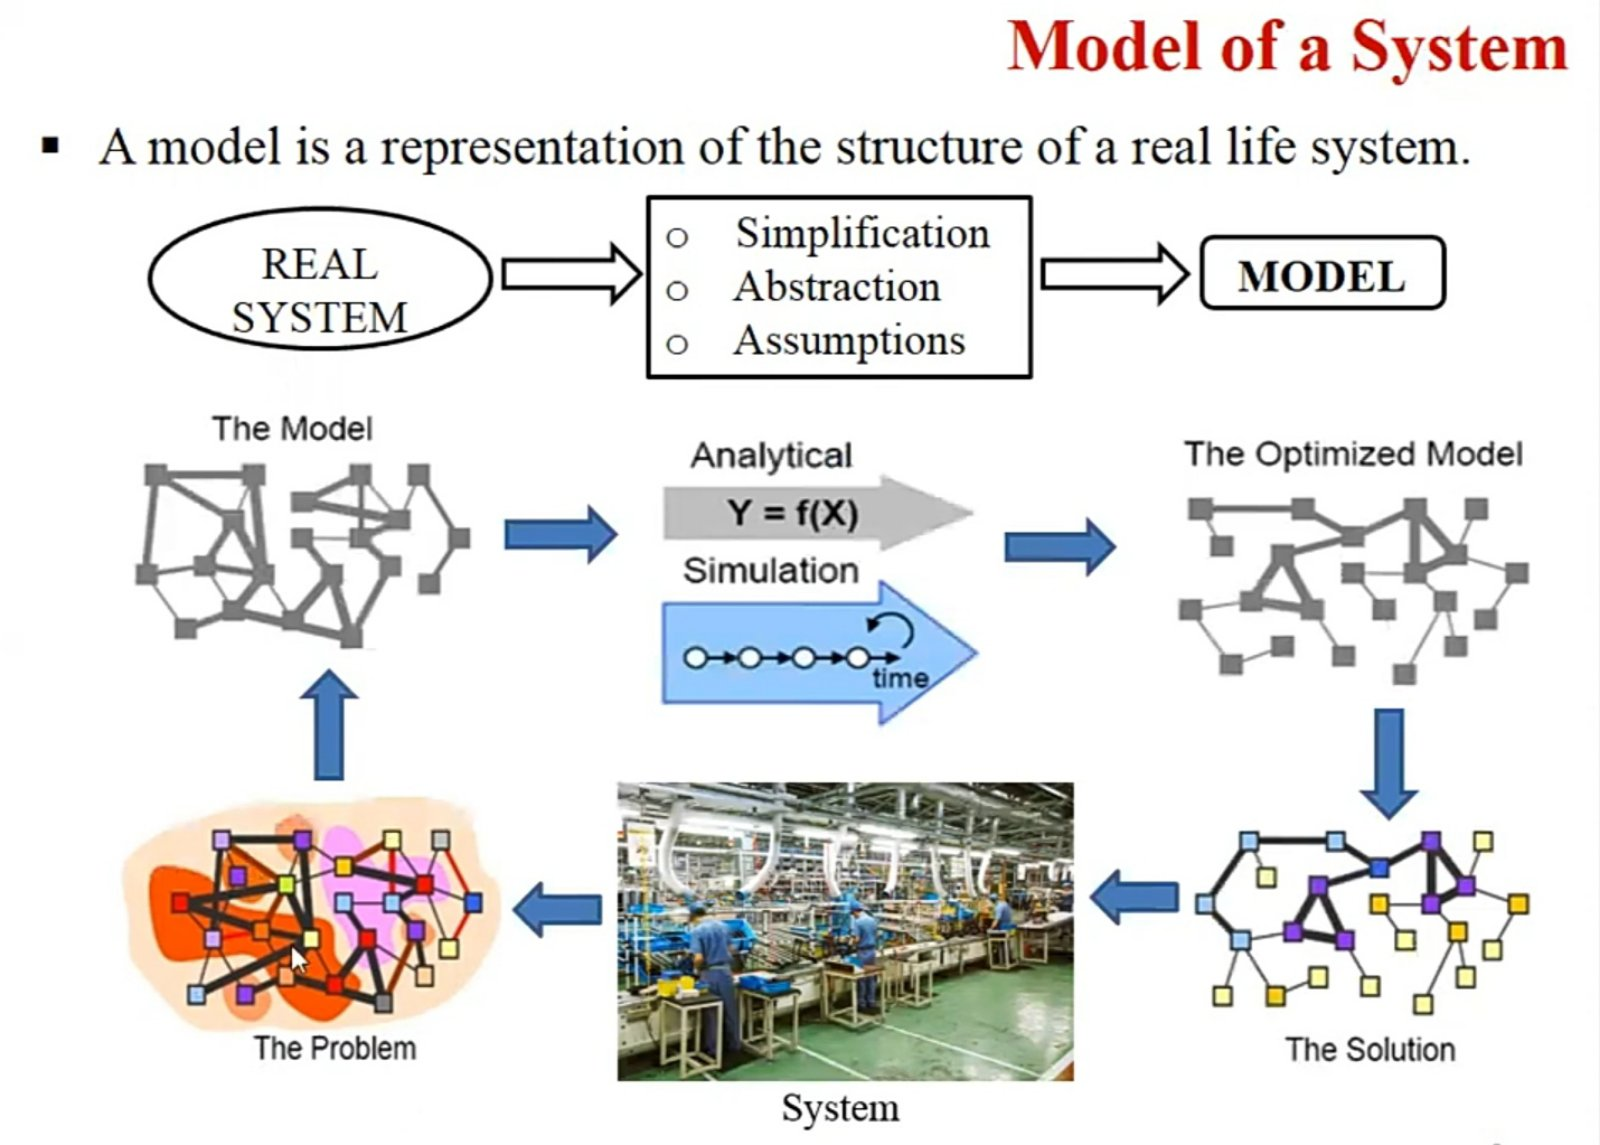 Model of a System
▪ A model is a representation of the structure of a real life system.
REAL
SYSTEM
o Simplification
o Abstraction
o Assumptions
MODEL
The Model
Analytical
Y = f(X)
Simulation
time
The Optimized Model
The Problem
System
The Solution